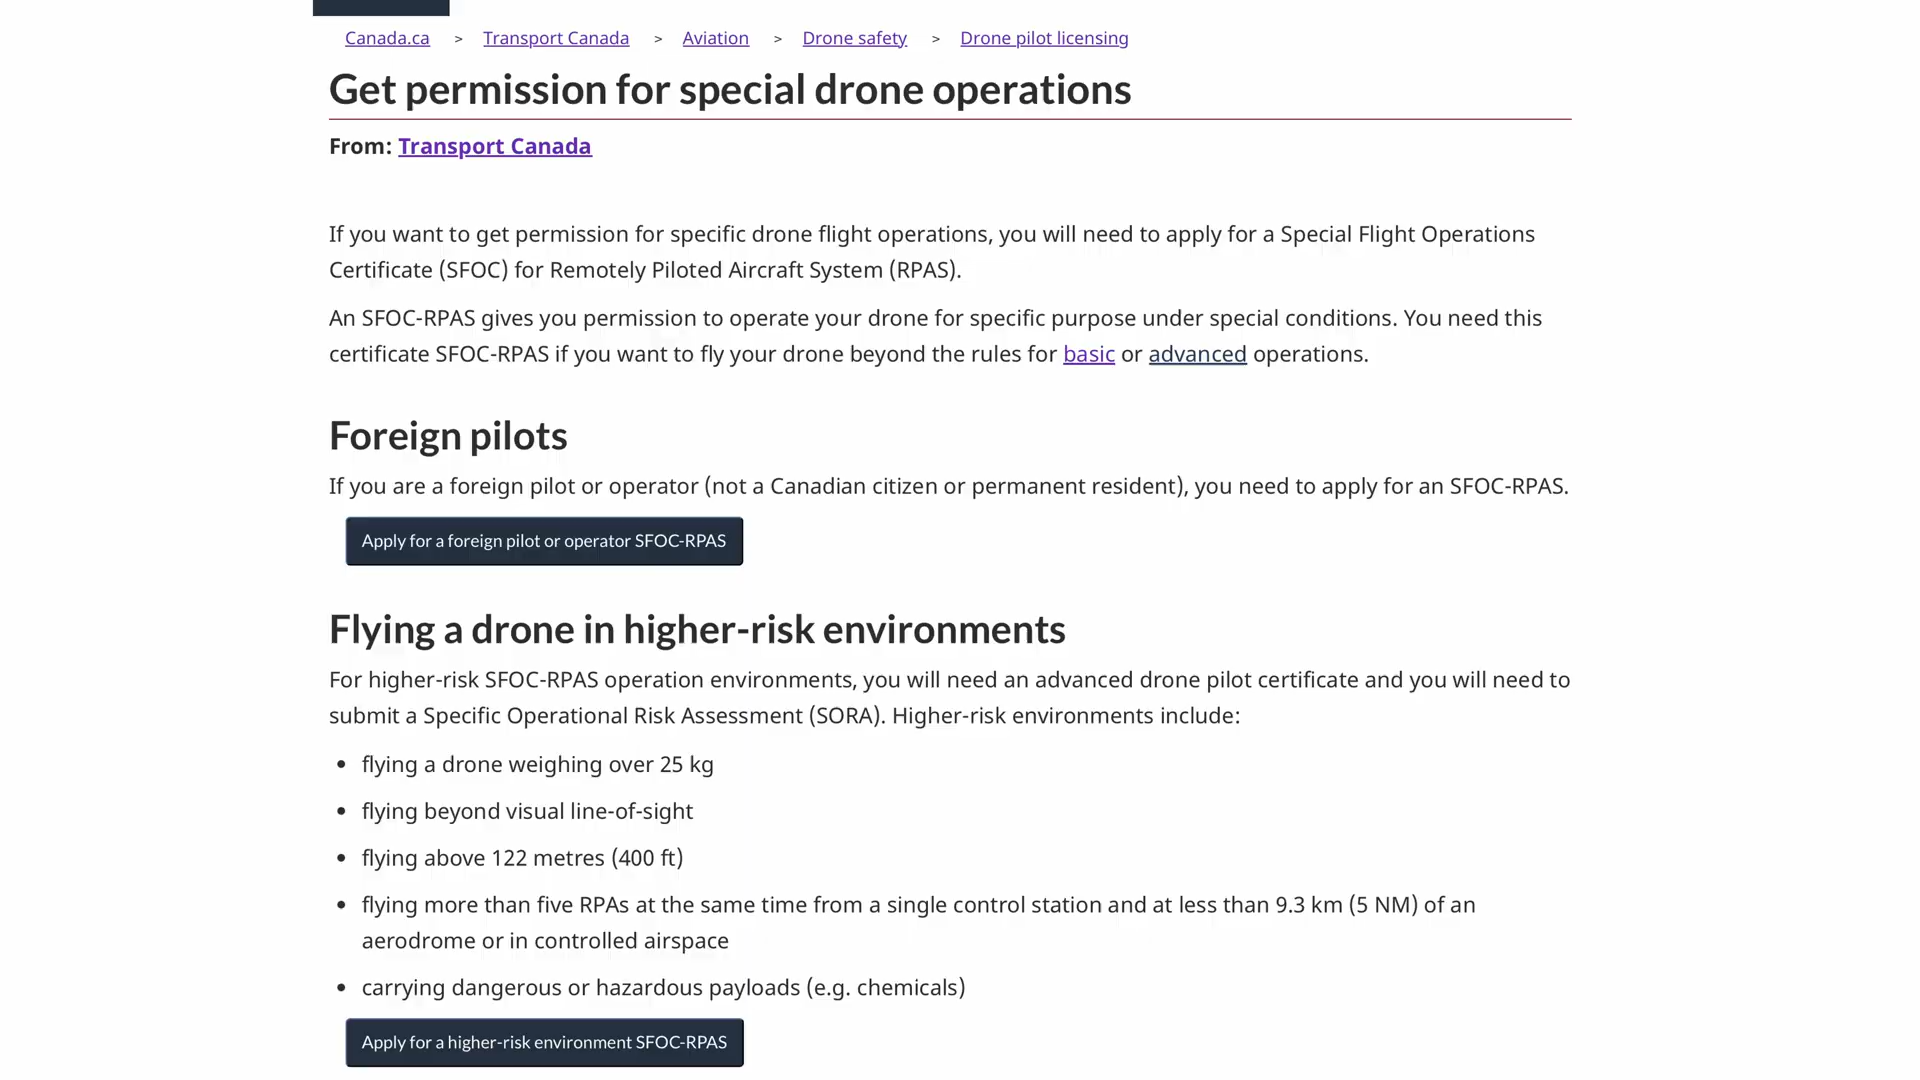 Canada.ca > Transport Canada > Aviation > Drone safety > Drone pilot licensing
Get permission for special drone operations
From: Transport Canada
If you want to get permission for specific drone flight operations, you will need to apply for a Special Flight Operations
Certificate (SFOC) for Remotely Piloted Aircraft System (RPAS).
An SFOC-RPAS gives you permission to operate your drone for specific purpose under special conditions. You need this
certificate SFOC-RPAS if you want to fly your drone beyond the rules for basic or advanced operations.
Foreign pilots
If you are a foreign pilot or operator (not a Canadian citizen or permanent resident), you need to apply for an SFOC-RPAS.
Apply for a foreign pilot or operator SFOC-RPAS
Flying a drone in higher-risk environments
For higher-risk SFOC-RPAS operation environments, you will need an advanced drone pilot certificate and you will need to
submit a Specific Operational Risk Assessment (SORA). Higher-risk environments include:
• flying a drone weighing over 25 kg
• flying beyond visual line-of-sight
• flying above 122 metres (400 ft)
• flying more than five RPAs at the same time from a single control station and at less than 9.3 km (5 NM) of an
aerodrome or in controlled airspace
• carrying dangerous or hazardous payloads (e.g. chemicals)
Apply for a higher-risk environment SFOC-RPAS